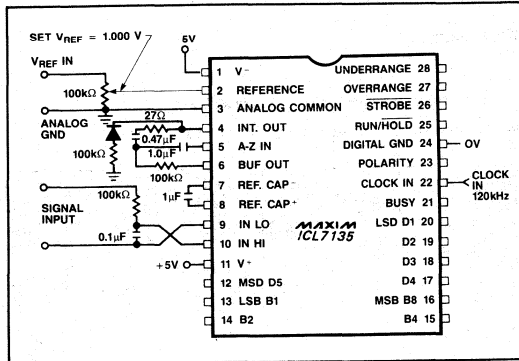 SET VREF = 1.000 V
VREF IN
100kΩ
ANALOG
GND
100kΩ
27Ω
0.47µF
1.0µF
100kΩ
SIGNAL
INPUT
100kΩ
0.1µF
1µF
5V
+5V
1 V-
2 REFERENCE
3 ANALOG COMMON
4 INT. OUT
5 A-Z IN
6 BUF OUT
7 REF. CAP-
8 REF. CAP+
9 IN LO
10 IN HI
11 V+
12 MSD D5
13 LSB B1
14 B2
MAXIM
ICL7135
UNDERRANGE 28
OVERRANGE 27
STROBE 26
RUN/HOLD 25
DIGITAL GND 24
POLARITY 23
CLOCK IN 22
BUSY 21
LSD D1 20
D2 19
D3 18
D4 17
MSB B8 16
B4 15
0V
CLOCK
IN
120kHz